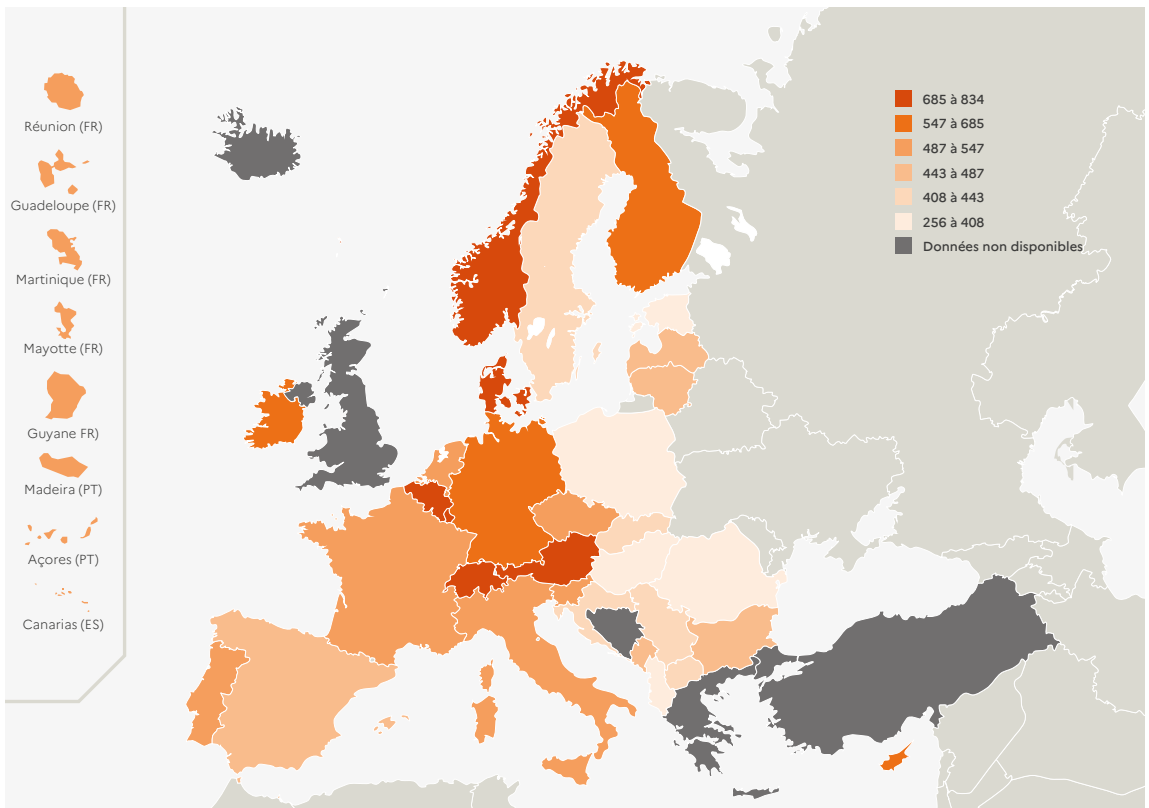 Réunion (FR)
Guadeloupe (FR)
Martinique (FR)
Mayotte (FR)
Guyane FR)
Madeira (PT)
Açores (PT)
Canarias (ES)
685 à 834
547 à 685
487 à 547
443 à 487
408 à 443
256 à 408
Données non disponibles